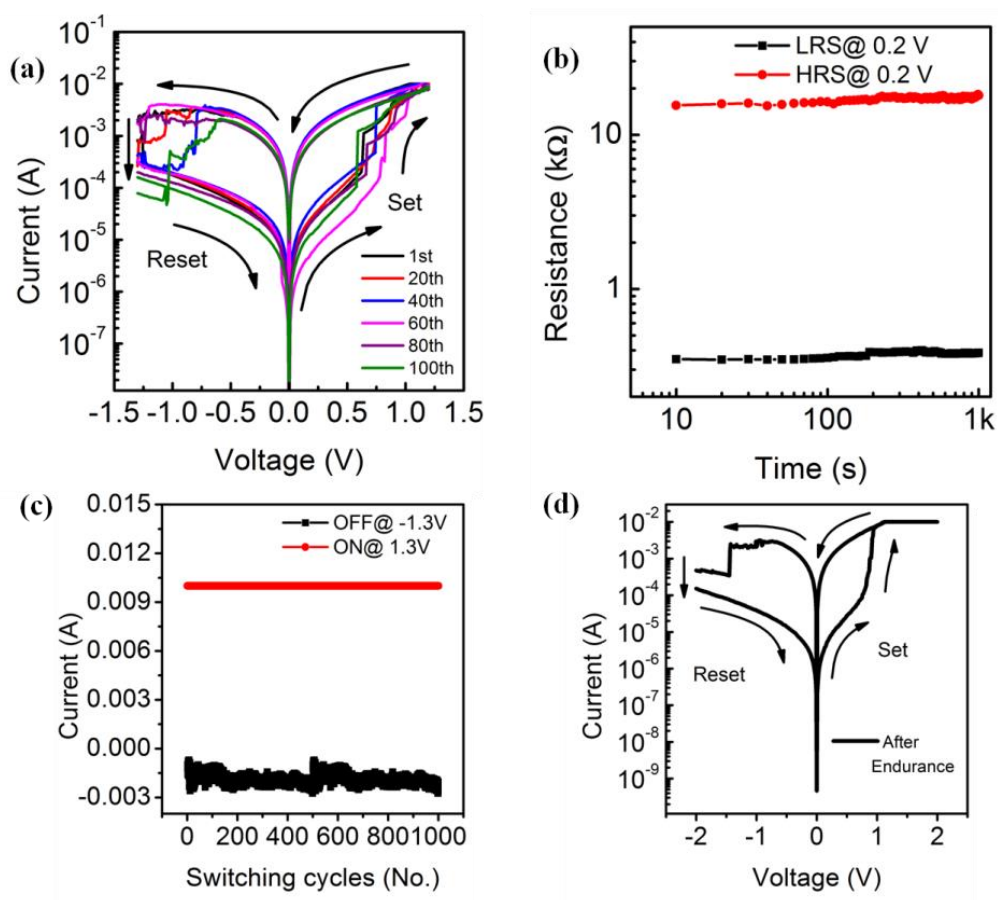 (a)
10⁻¹
10⁻²
10⁻³
10⁻⁴
10⁻⁵
10⁻⁶
10⁻⁷
Current (A)
Set
Reset
1st
20th
40th
60th
80th
100th
-1.5 -1.0 -0.5 0.0 0.5 1.0 1.5
Voltage (V)
(b)
LRS@ 0.2 V
HRS@ 0.2 V
10
1
Resistance (kΩ)
10 100 1k
Time (s)
(c)
0.015
0.012
0.009
0.006
0.003
0.000
-0.003
Current (A)
OFF@ -1.3V
ON@ 1.3V
0 200 400 600 800 1000
Switching cycles (No.)
(d)
10⁻²
10⁻³
10⁻⁴
10⁻⁵
10⁻⁶
10⁻⁷
10⁻⁸
10⁻⁹
Current (A)
Set
Reset
After
Endurance
-2 -1 0 1 2
Voltage (V)